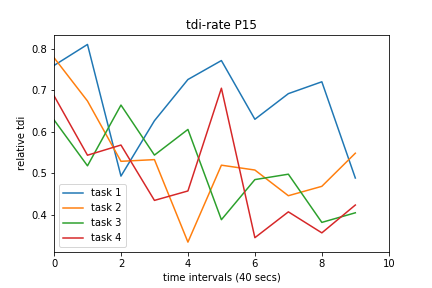 tdi-rate P15
relative tdi
0.8
0.7
0.6
0.5
0.4
task 1
task 2
task 3
task 4
0 2 4 6 8 10
time intervals (40 secs)